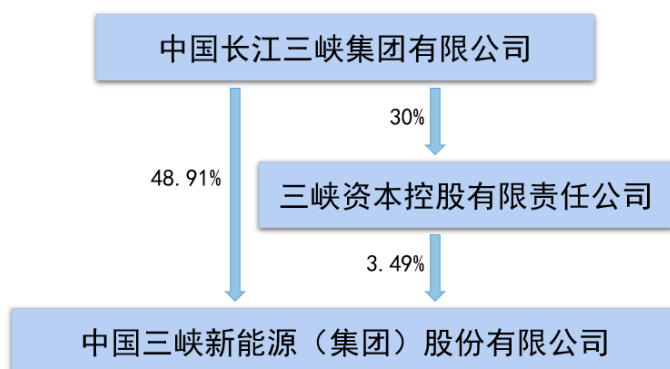 中国长江三峡集团有限公司
30%
48.91%
三峡资本控股有限责任公司
3.49%
中国三峡新能源（集团）股份有限公司